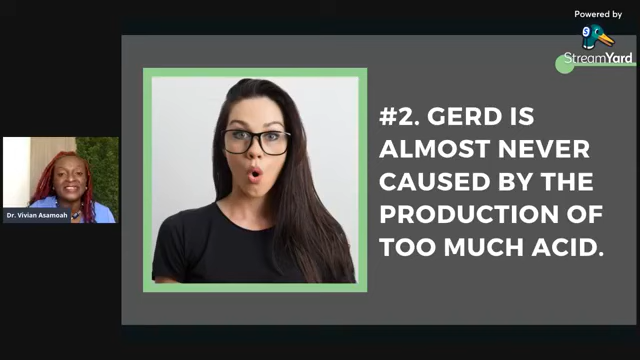 Powered by
StreamYard
#2. GERD IS
ALMOST NEVER
CAUSED BY THE
PRODUCTION OF
TOO MUCH ACID.
Dr. Vivian Asamoah